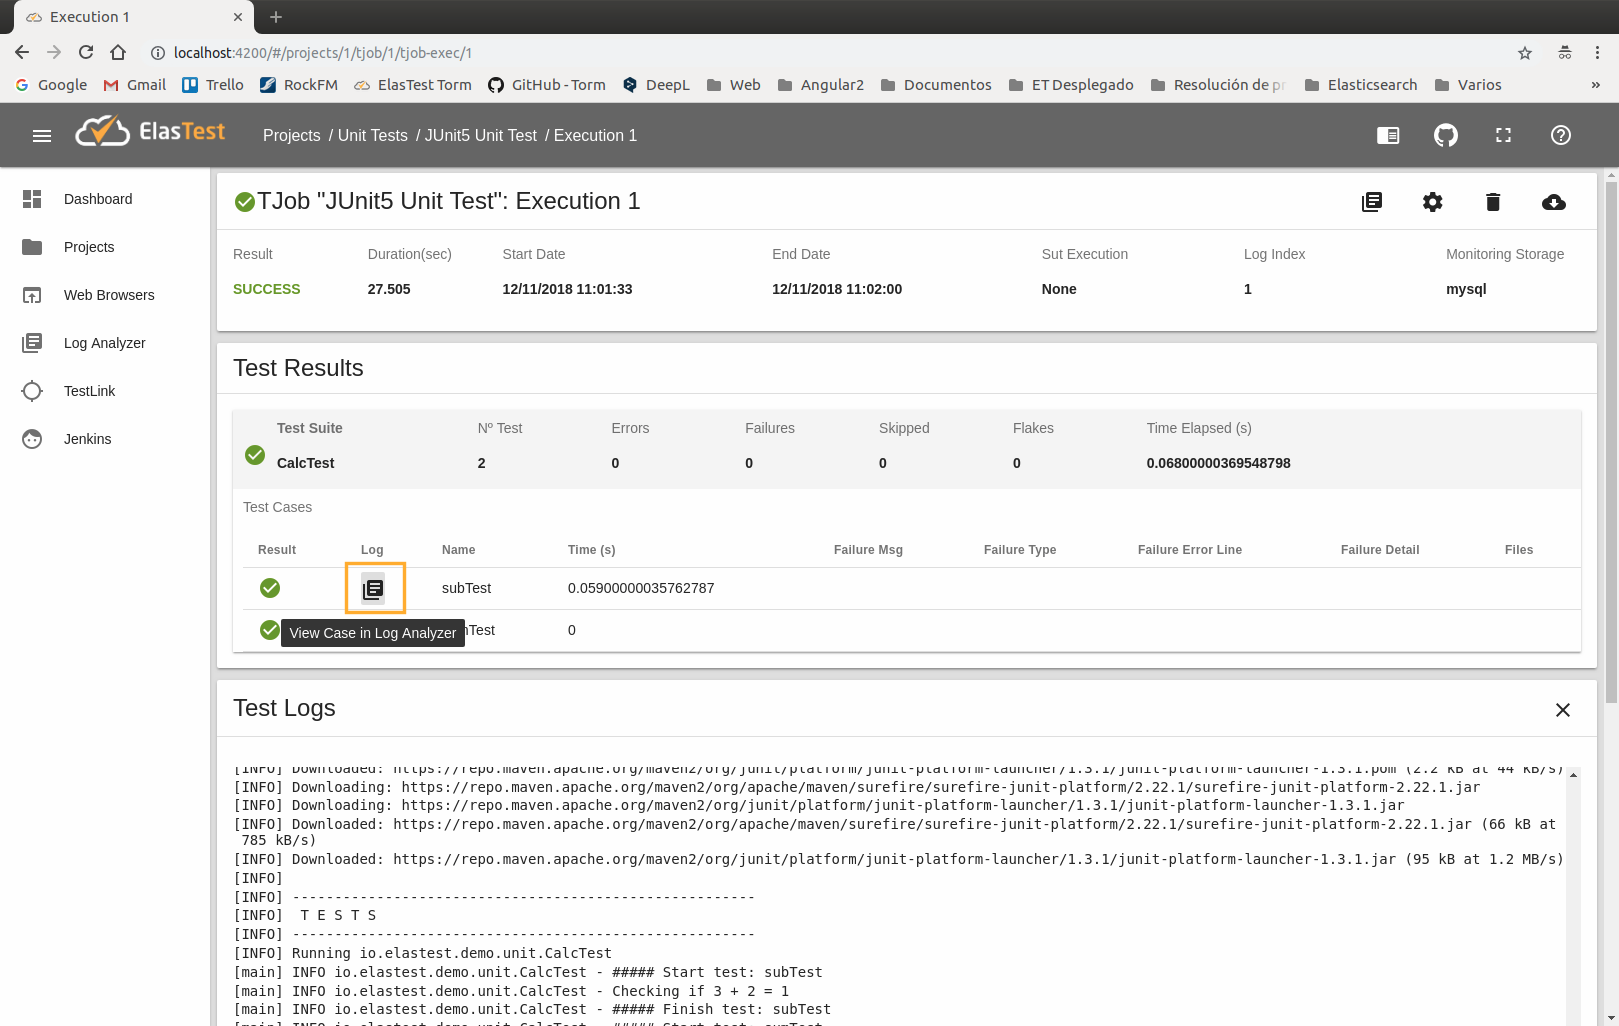 Execution 1
localhost:4200/#/projects/1/tjob/1/tjob-exec/1
Google Gmail Trello RockFM ElasTest Torm GitHub - Torm DeepL Web Angular2 Documentos ET Desplegado Resolución de pr Elasticsearch Varios »
ElasTest Projects / Unit Tests / JUnit5 Unit Test / Execution 1
Dashboard
Projects
Web Browsers
Log Analyzer
TestLink
Jenkins
TJob "JUnit5 Unit Test": Execution 1
Result Duration(sec) Start Date End Date Sut Execution Log Index Monitoring Storage
SUCCESS 27.505 12/11/2018 11:01:33 12/11/2018 11:02:00 None 1 mysql
Test Results
Test Suite Nº Test Errors Failures Skipped Flakes Time Elapsed (s)
CalcTest 2 0 0 0 0 0.06800000369548798
Test Cases
Result Log Name Time (s) Failure Msg Failure Type Failure Error Line Failure Detail Files
subTest 0.05900000035762787
View Case in Log Analyzer
Test 0
Test Logs
[INFO] Downloaded: https://repo.maven.apache.org/maven2/org/junit/platform/junit-platform-launcher/1.3.1/junit-platform-launcher-1.3.1.pom (2.2 kB at 44 kB/s)
[INFO] Downloading: https://repo.maven.apache.org/maven2/org/apache/maven/surefire/surefire-junit-platform/2.22.1/surefire-junit-platform-2.22.1.jar
[INFO] Downloading: https://repo.maven.apache.org/maven2/org/junit/platform/junit-platform-launcher/1.3.1/junit-platform-launcher-1.3.1.jar
[INFO] Downloaded: https://repo.maven.apache.org/maven2/org/apache/maven/surefire/surefire-junit-platform/2.22.1/surefire-junit-platform-2.22.1.jar (66 kB at
785 kB/s)
[INFO] Downloaded: https://repo.maven.apache.org/maven2/org/junit/platform/junit-platform-launcher/1.3.1/junit-platform-launcher-1.3.1.jar (95 kB at 1.2 MB/s)
[INFO]
[INFO] -------------------------------------------------------
[INFO] T E S T S
[INFO] -------------------------------------------------------
[INFO] Running io.elastest.demo.unit.CalcTest
[main] INFO io.elastest.demo.unit.CalcTest - ##### Start test: subTest
[main] INFO io.elastest.demo.unit.CalcTest - Checking if 3 + 2 = 1
[main] INFO io.elastest.demo.unit.CalcTest - ##### Finish test: subTest
[main] INFO io.elastest.demo.unit.CalcTest - ##### Start test: sumTest